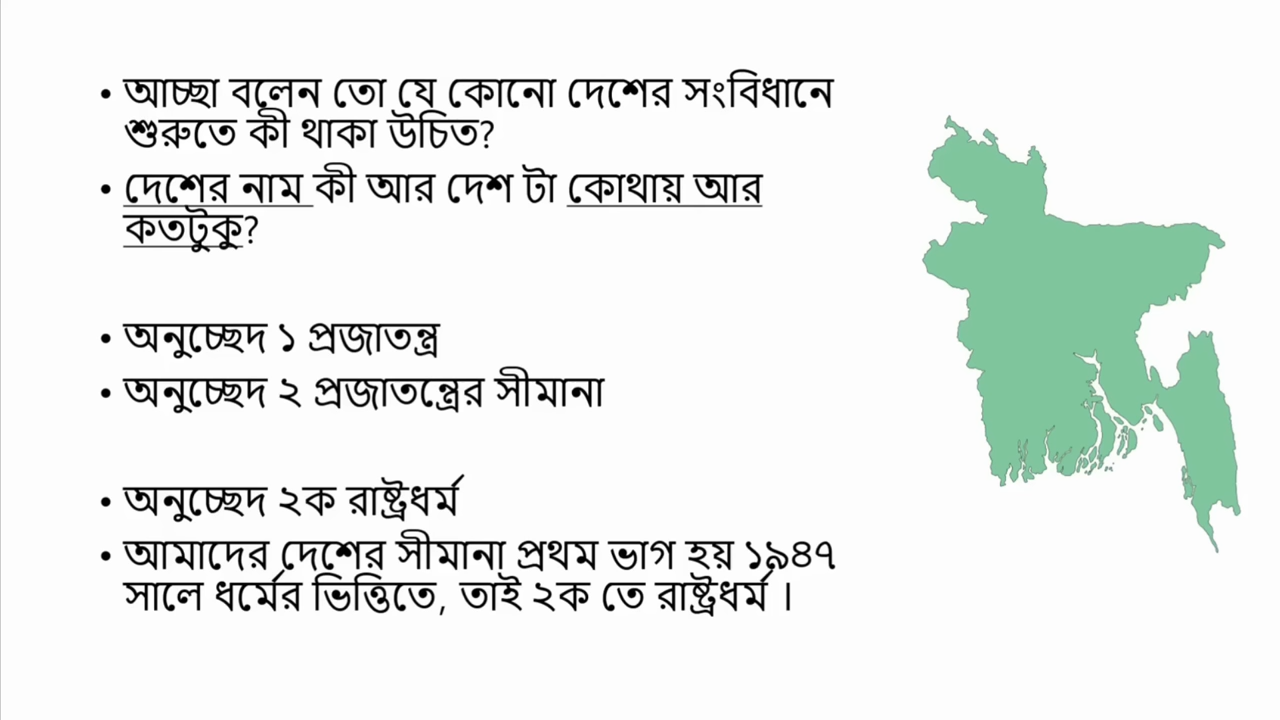 • আচ্ছা বলেন তো যে কোনো দেশের সংবিধানে
শুরুতে কী থাকা উচিত?
• দেশের নাম কী আর দেশ টা কোথায় আর
কতটুকু?
• অনুচ্ছেদ ১ প্রজাতন্ত্র
• অনুচ্ছেদ ২ প্রজাতন্ত্রের সীমানা
• অনুচ্ছেদ ২ক রাষ্ট্রধর্ম
• আমাদের দেশের সীমানা প্রথম ভাগ হয় ১৯৪৭
সালে ধর্মের ভিত্তিতে, তাই ২ক তে রাষ্ট্রধর্ম ।